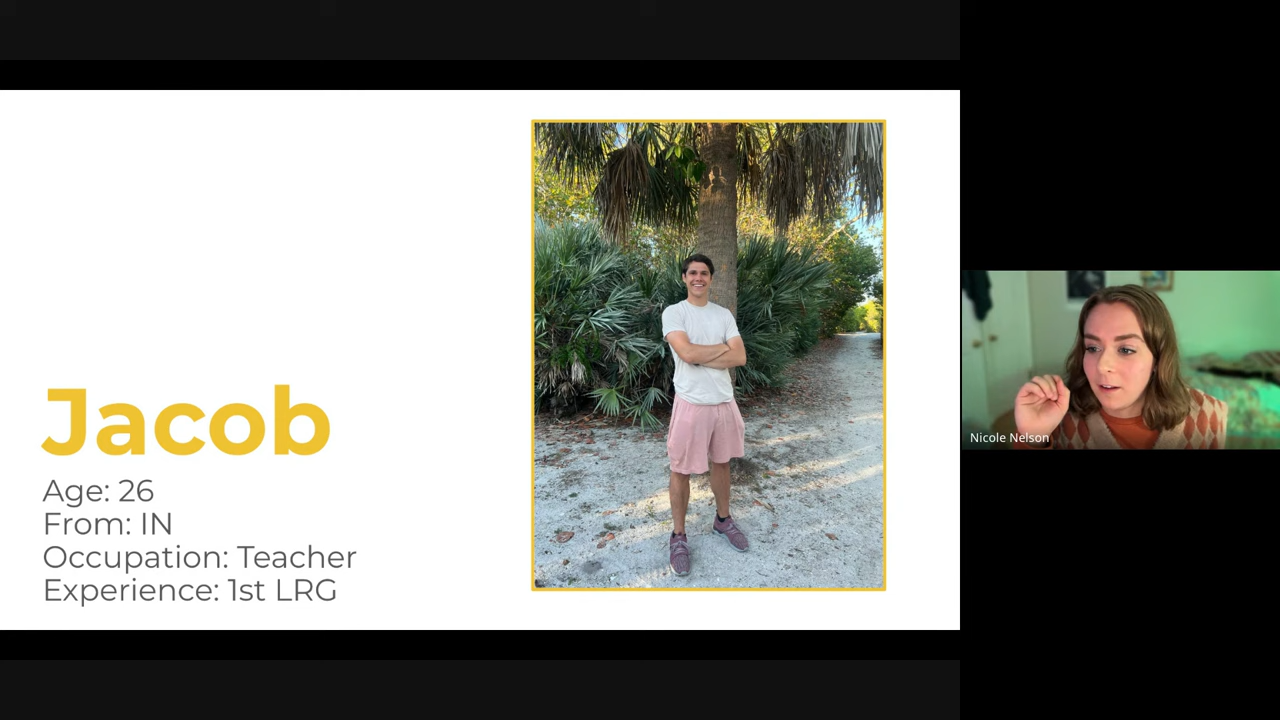 Jacob
Age: 26
From: IN
Occupation: Teacher
Experience: 1st LRG
Nicole Nelson